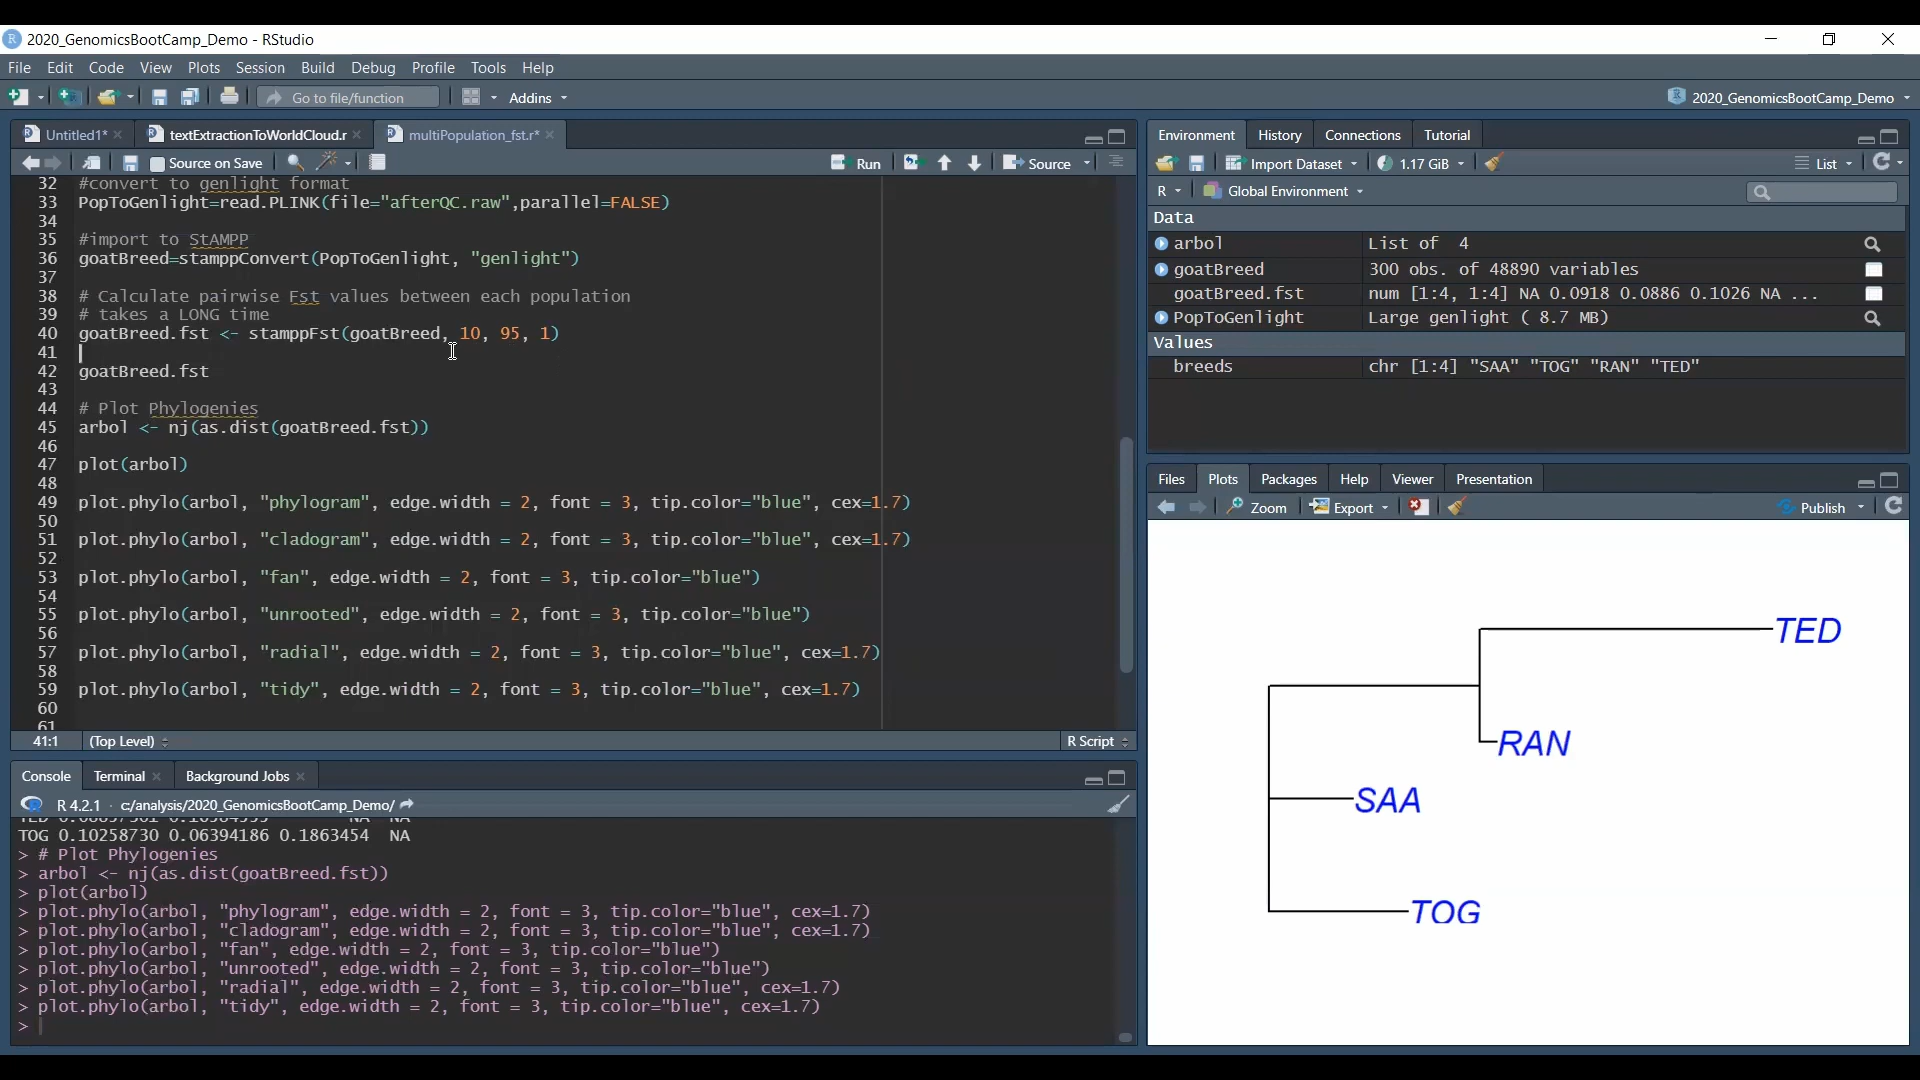 2020_GenomicsBootCamp_Demo - RStudio
File Edit Code View Plots Session Build Debug Profile Tools Help
Go to file/function Addins 2020_GenomicsBootCamp_Demo
Untitled1* textExtractionToWorldCloud.r multiPopulation_fst.r*
Source on Save Run Source
32 #convert to genlight format
33 PopToGenlight=read.PLINK(file="afterQC.raw",parallel=FALSE)
34
35 #import to StAMPP
36 goatBreed=stamppConvert(PopToGenlight, "genlight")
37
38 # Calculate pairwise Fst values between each population
39 # takes a LONG time
40 goatBreed.fst <- stamppFst(goatBreed, 10, 95, 1)
41
42 goatBreed.fst
43
44 # Plot Phylogenies
45 arbol <- nj(as.dist(goatBreed.fst))
46
47 plot(arbol)
48
49 plot.phylo(arbol, "phylogram", edge.width = 2, font = 3, tip.color="blue", cex=1.7)
50
51 plot.phylo(arbol, "cladogram", edge.width = 2, font = 3, tip.color="blue", cex=1.7)
52
53 plot.phylo(arbol, "fan", edge.width = 2, font = 3, tip.color="blue")
54
55 plot.phylo(arbol, "unrooted", edge.width = 2, font = 3, tip.color="blue")
56
57 plot.phylo(arbol, "radial", edge.width = 2, font = 3, tip.color="blue", cex=1.7)
58
59 plot.phylo(arbol, "tidy", edge.width = 2, font = 3, tip.color="blue", cex=1.7)
60
61
41:1 (Top Level) R Script
Console Terminal Background Jobs
R 4.2.1 · c:/analysis/2020_GenomicsBootCamp_Demo/
TOG 0.10258730 0.06394186 0.1863454 NA
> # Plot Phylogenies
> arbol <- nj(as.dist(goatBreed.fst))
> plot(arbol)
> plot.phylo(arbol, "phylogram", edge.width = 2, font = 3, tip.color="blue", cex=1.7)
> plot.phylo(arbol, "cladogram", edge.width = 2, font = 3, tip.color="blue", cex=1.7)
> plot.phylo(arbol, "fan", edge.width = 2, font = 3, tip.color="blue")
> plot.phylo(arbol, "unrooted", edge.width = 2, font = 3, tip.color="blue")
> plot.phylo(arbol, "radial", edge.width = 2, font = 3, tip.color="blue", cex=1.7)
> plot.phylo(arbol, "tidy", edge.width = 2, font = 3, tip.color="blue", cex=1.7)
>
Environment History Connections Tutorial
Import Dataset 1.17 GiB List
R Global Environment
Data
arbol List of 4
goatBreed 300 obs. of 48890 variables
goatBreed.fst num [1:4, 1:4] NA 0.0918 0.0886 0.1026 NA ...
PopToGenlight Large genlight ( 8.7 MB)
Values
breeds chr [1:4] "SAA" "TOG" "RAN" "TED"
Files Plots Packages Help Viewer Presentation
Zoom Export Publish
TED
RAN
SAA
TOG